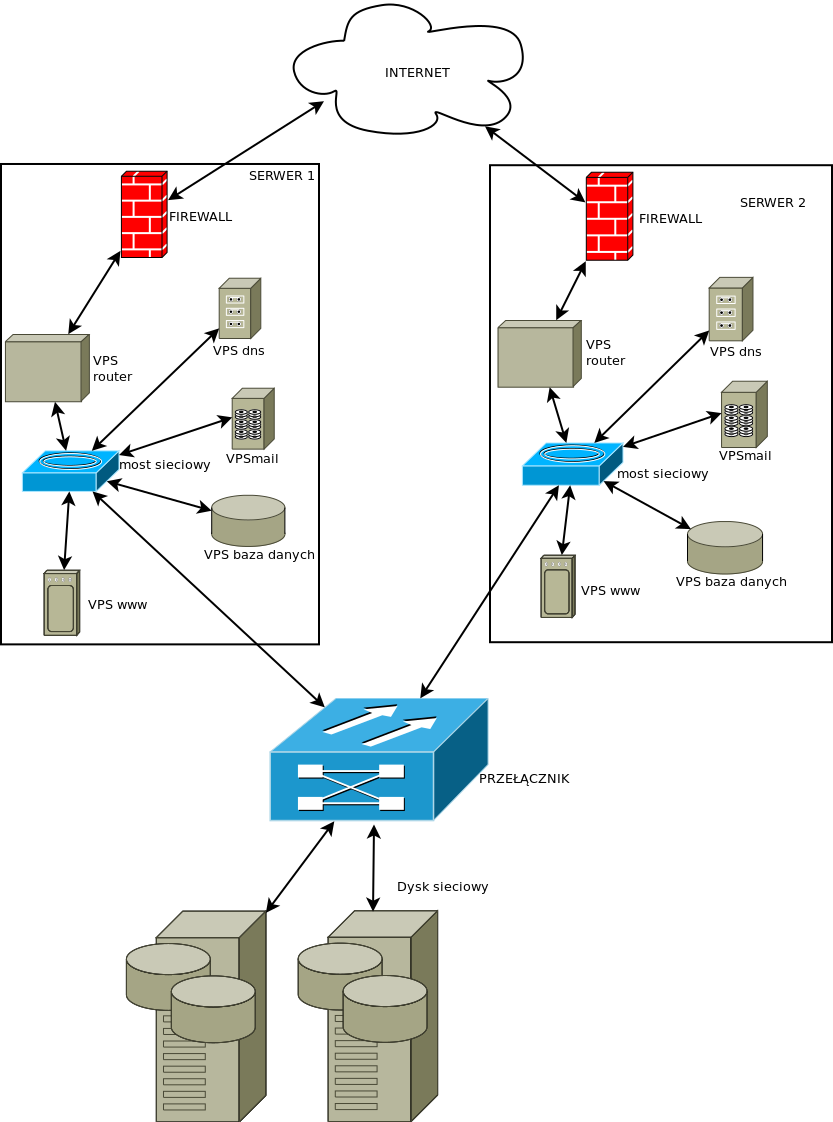 INTERNET
SERWER 1
FIREWALL
VPS dns
VPS
router
VPSmail
most sieciowy
VPS baza danych
VPS www
SERWER 2
FIREWALL
VPS
router
VPS dns
VPSmail
most sieciowy
VPS baza danych
VPS www
PRZEŁĄCZNIK
Dysk sieciowy